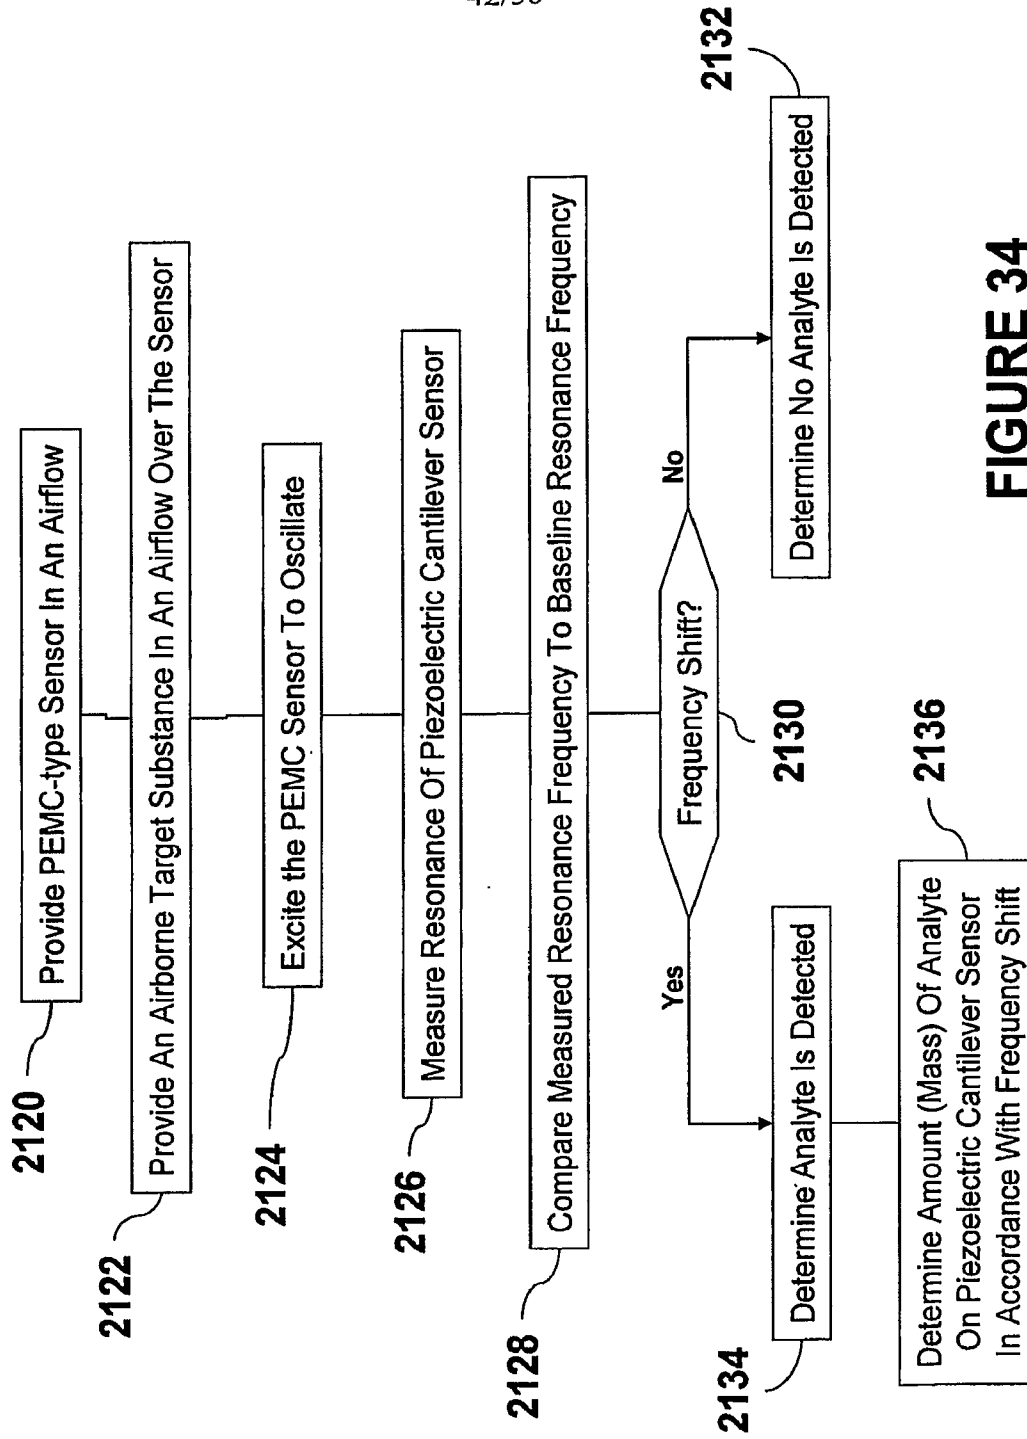 2120
Provide PEMC-type Sensor In An Airflow
2122
Provide An Airborne Target Substance In An Airflow Over The Sensor
2124
Excite the PEMC Sensor To Oscillate
2126
Measure Resonance Of Piezoelectric Cantilever Sensor
2128
Compare Measured Resonance Frequency To Baseline Resonance Frequency
Frequency Shift?
2130
Yes
No
2134
Determine Analyte Is Detected
Determine No Analyte Is Detected
2132
Determine Amount (Mass) Of Analyte
On Piezoelectric Cantilever Sensor
In Accordance With Frequency Shift
2136
FIGURE 34